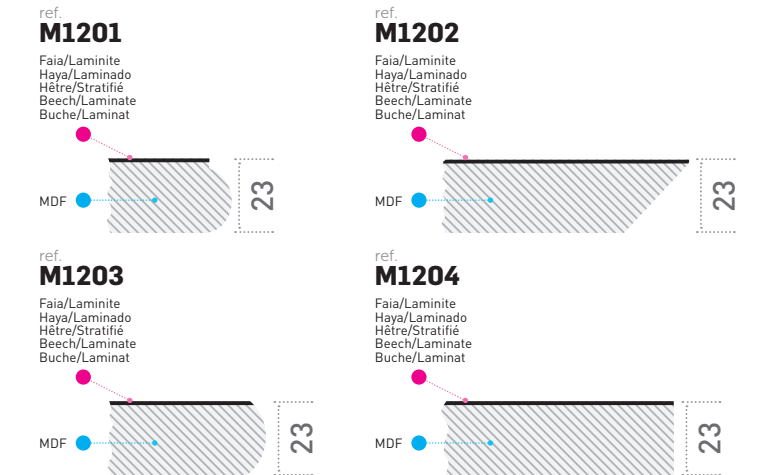 ref.
M1201
Faia/Laminite
Haya/Laminado
Hêtre/Stratifié
Beech/Laminate
Buche/Laminat
MDF
23
ref.
M1202
Faia/Laminite
Haya/Laminado
Hêtre/Stratifié
Beech/Laminate
Buche/Laminat
MDF
23
ref.
M1203
Faia/Laminite
Haya/Laminado
Hêtre/Stratifié
Beech/Laminate
Buche/Laminat
MDF
23
ref.
M1204
Faia/Laminite
Haya/Laminado
Hêtre/Stratifié
Beech/Laminate
Buche/Laminat
MDF
23